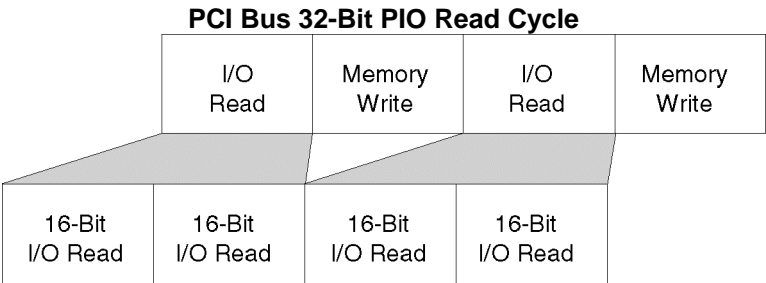 PCI Bus 32-Bit PIO Read Cycle
I/O
Read
Memory
Write
I/O
Read
Memory
Write
16-Bit
I/O Read
16-Bit
I/O Read
16-Bit
I/O Read
16-Bit
I/O Read